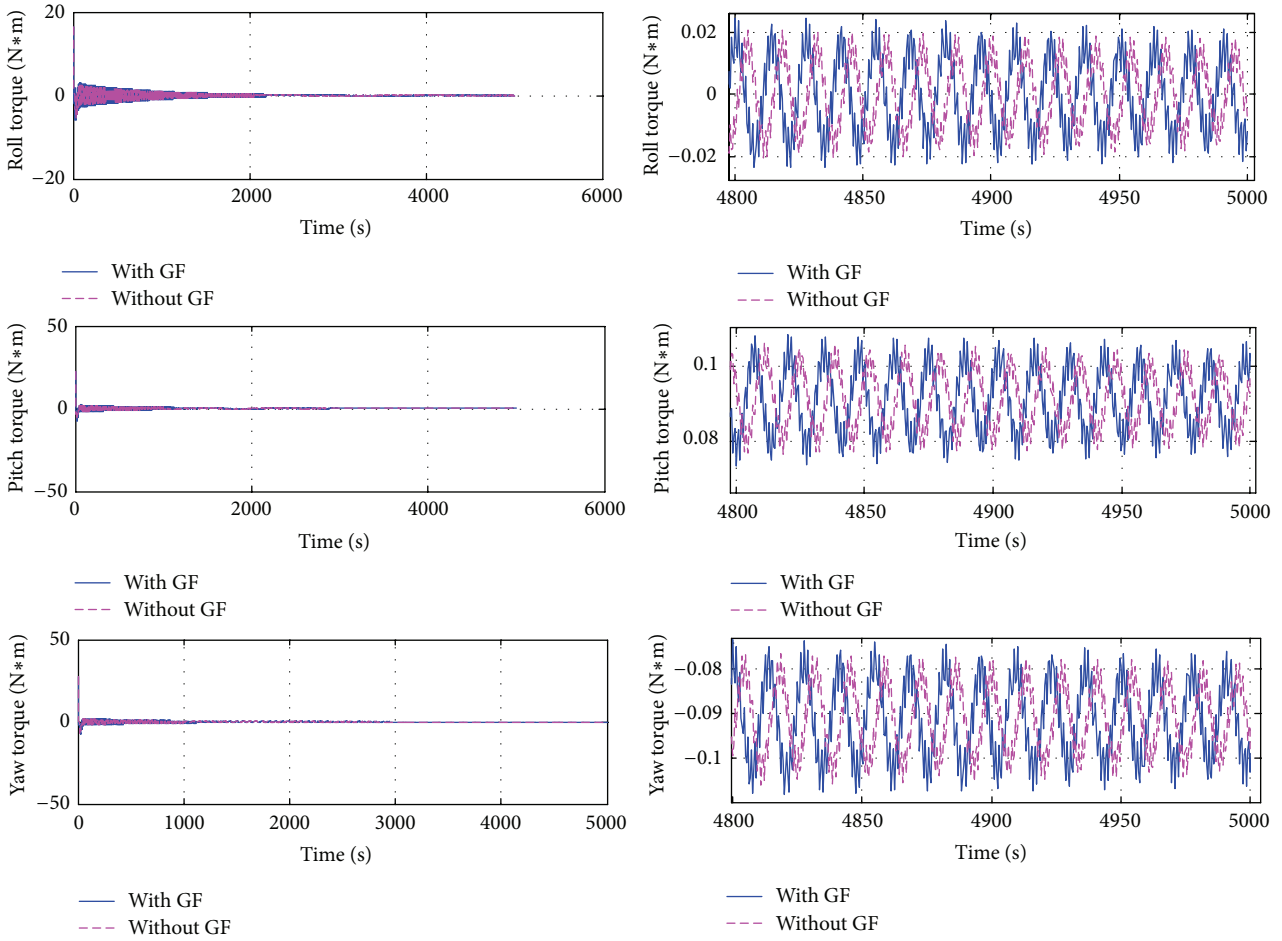 Roll torque (N∗m)
20
0
−20
0 2000 4000 6000
Time (s)
With GF
Without GF
Roll torque (N∗m)
0.02
0
−0.02
4800 4850 4900 4950 5000
Time (s)
With GF
Without GF
Pitch torque (N∗m)
50
0
−50
0 2000 4000 6000
Time (s)
With GF
Without GF
Pitch torque (N∗m)
0.1
0.08
4800 4850 4900 4950 5000
Time (s)
With GF
Without GF
Yaw torque (N∗m)
50
0
−50
0 1000 2000 3000 4000 5000
Time (s)
With GF
Without GF
Yaw torque (N∗m)
−0.08
−0.09
−0.1
4800 4850 4900 4950 5000
Time (s)
With GF
Without GF